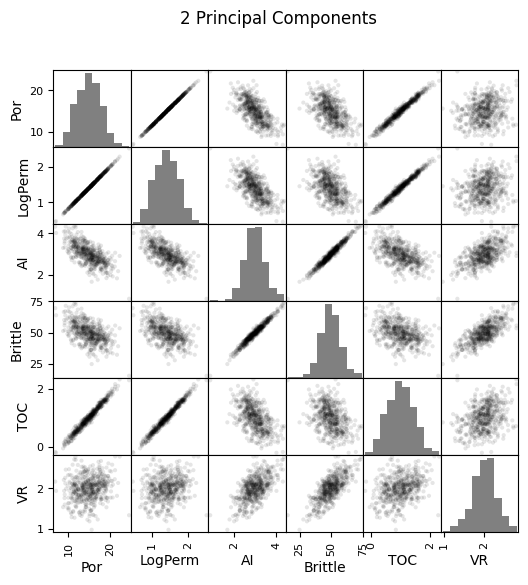 2 Principal Components
Por
20
10
LogPerm
2
1
AI
4
2
Brittle
75
50
25
TOC
2
0
VR
2
1
10 20 1 2 2 4 25 50 75 0 2 1 2
Por LogPerm AI Brittle TOC VR